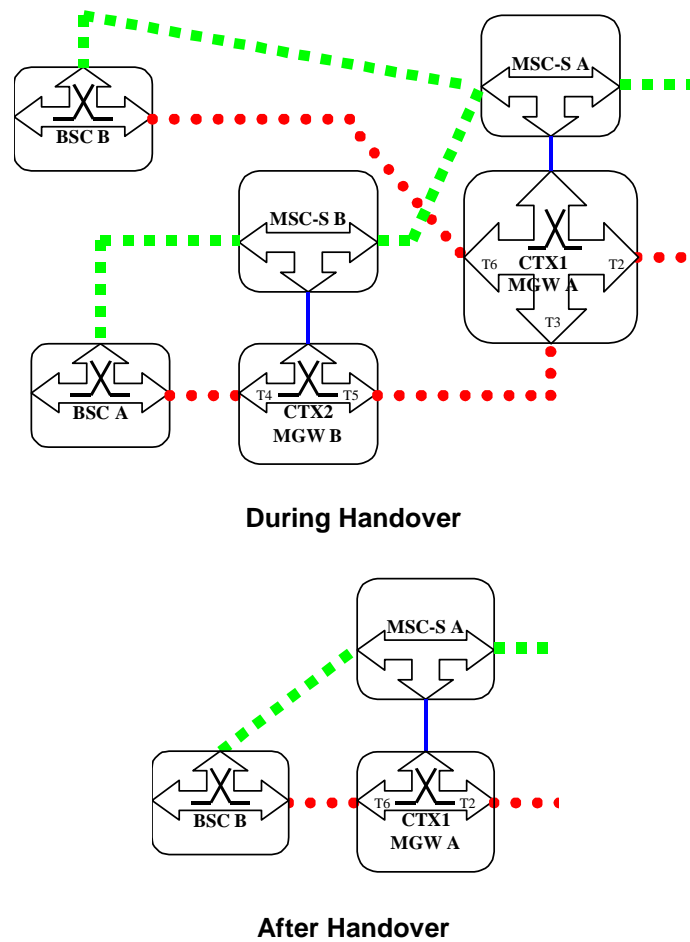 MSC-S A
BSC B
MSC-S B
T6
CTX1
T2
MGW A
T3
BSC A
T4
CTX2
T5
MGW B
During Handover
MSC-S A
BSC B
T6
CTX1
T2
MGW A
After Handover